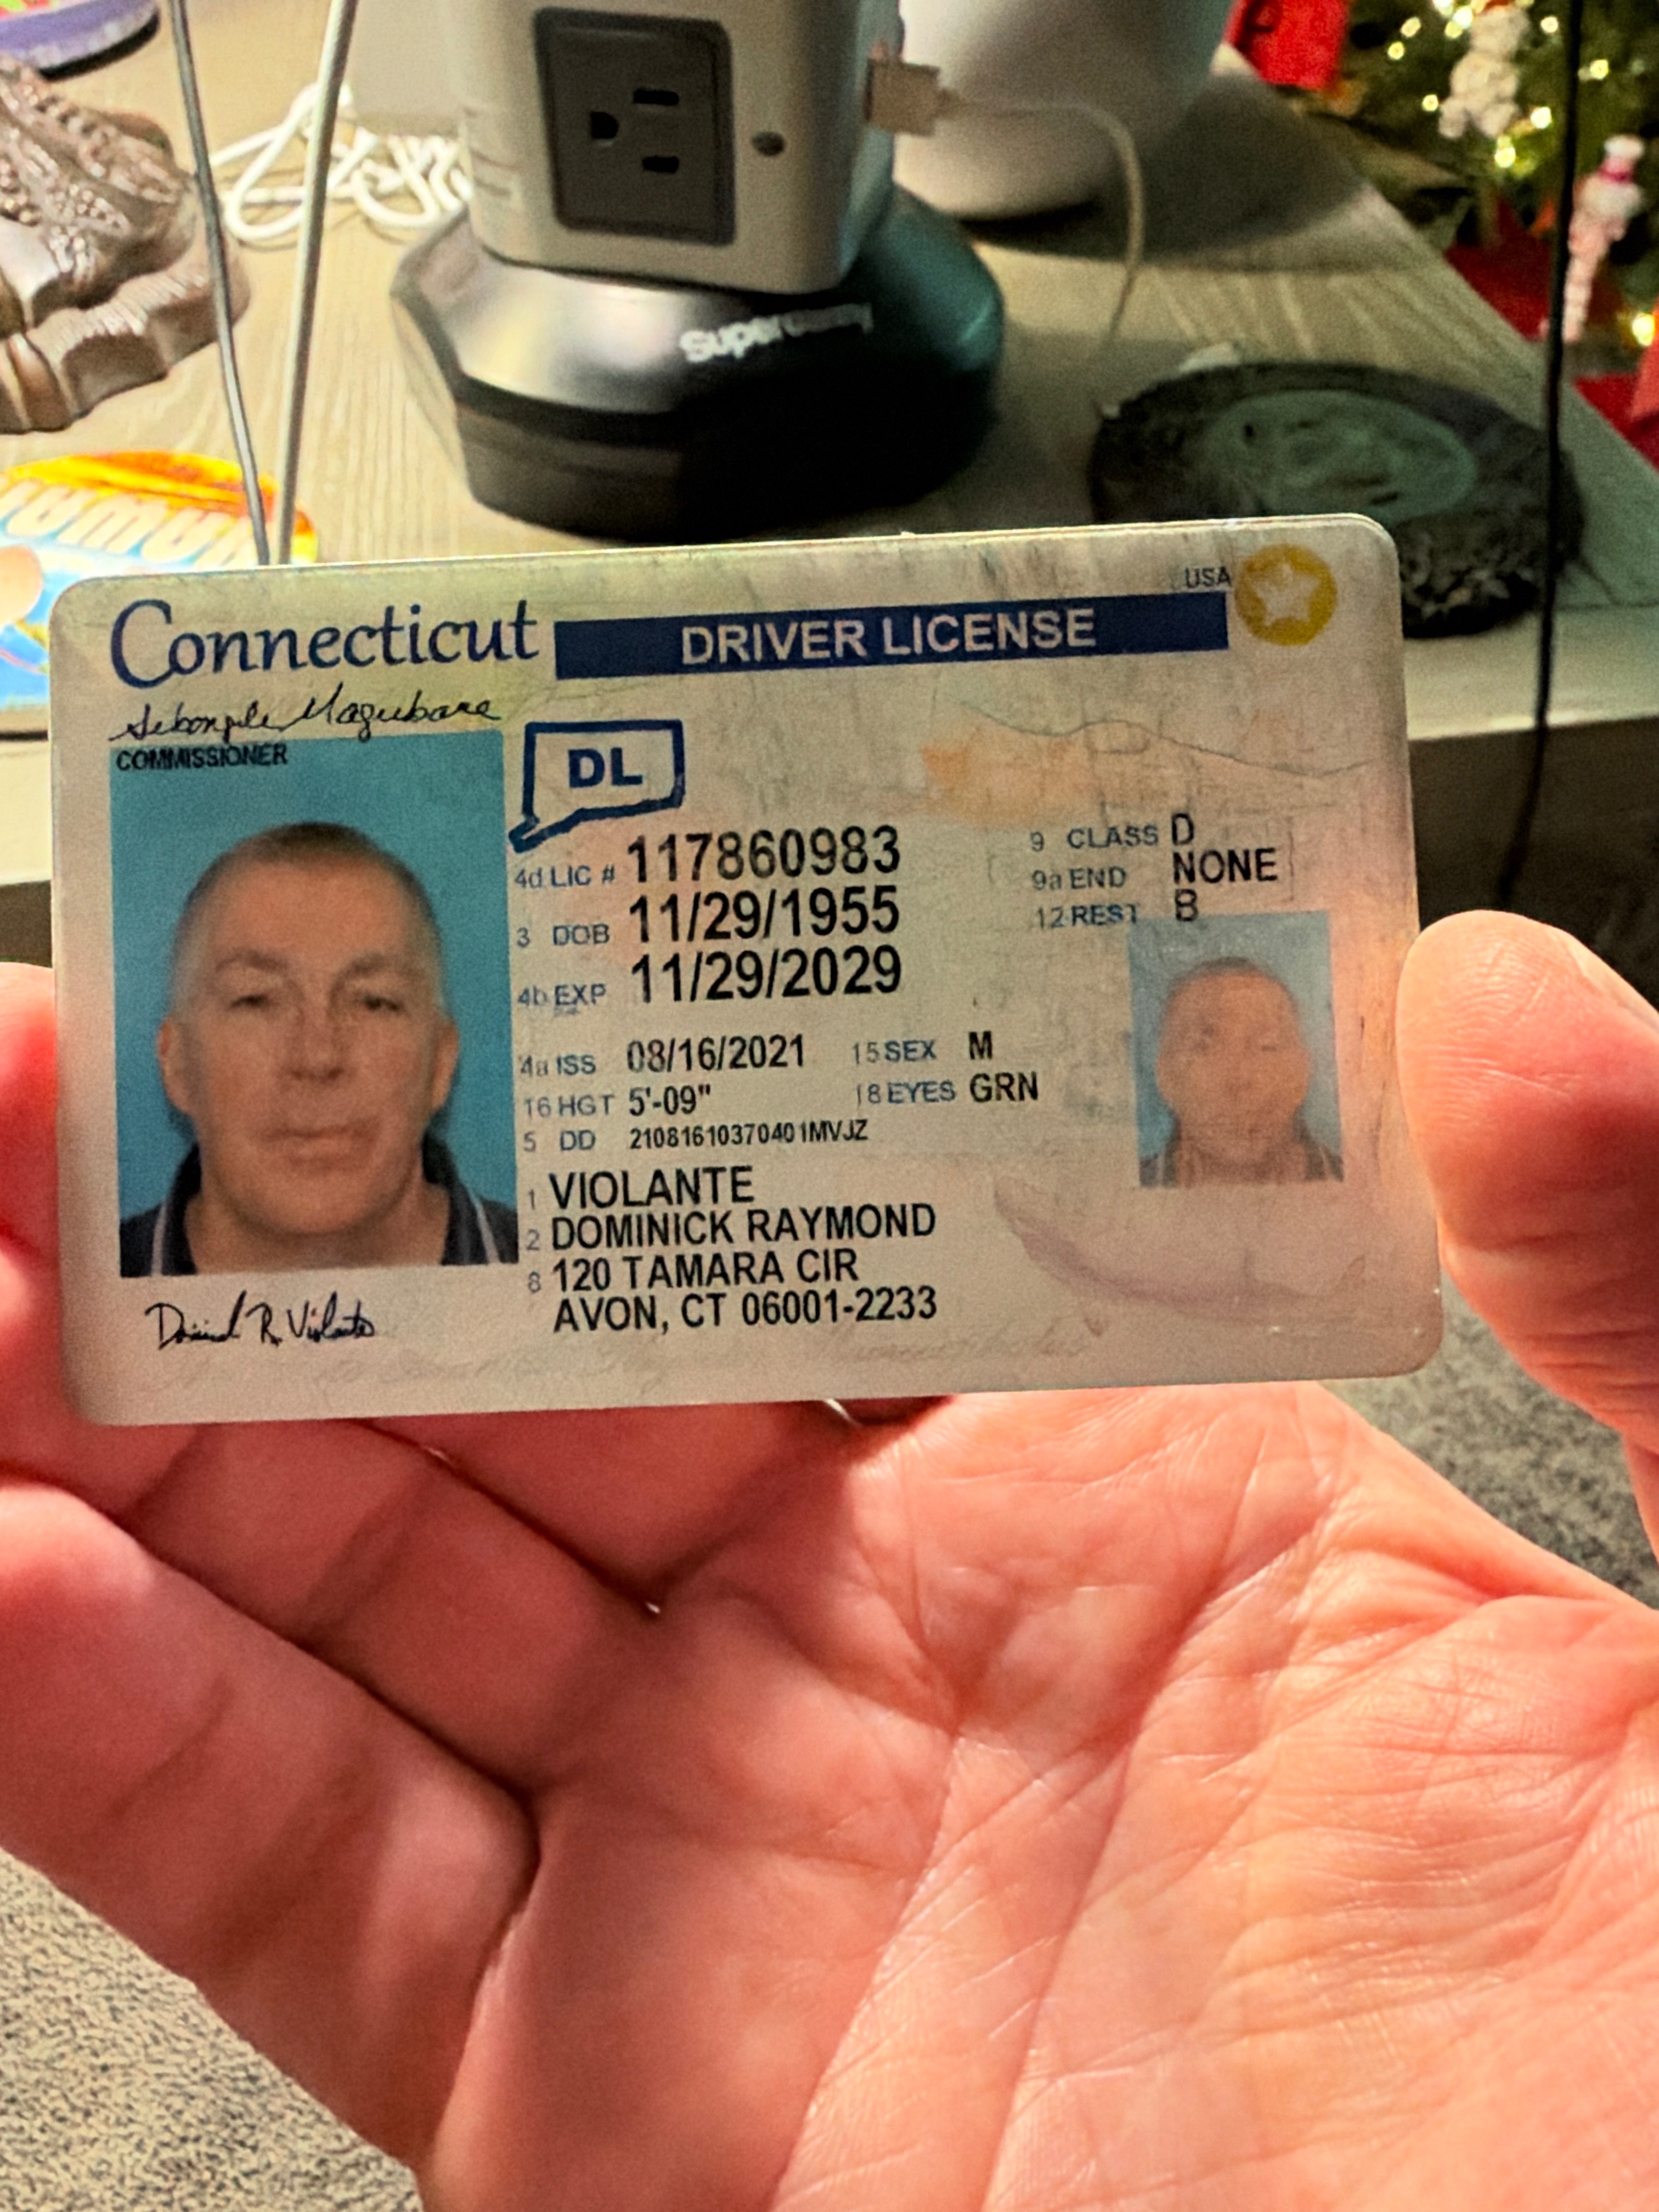 USA
Connecticut DRIVER LICENSE
COMMISSIONER
DL
4d LIC # 117860983
9 CLASS D
3 DOB 11/29/1955
9a END NONE
4b EXP 11/29/2029
12 REST B
4a ISS 08/16/2021 15 SEX M
16 HGT 5'-09" 18 EYES GRN
5 DD 21081610370401MVJZ
1 VIOLANTE
2 DOMINICK RAYMOND
8 120 TAMARA CIR
AVON, CT 06001-2233